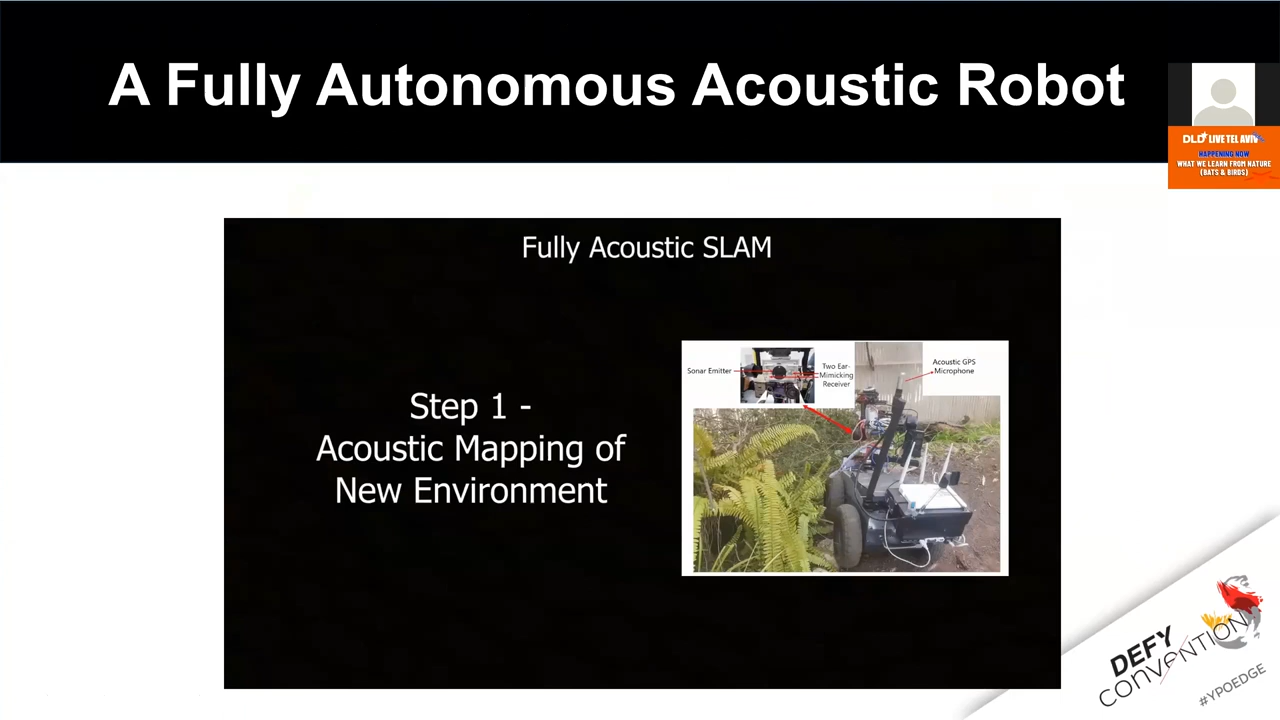 A Fully Autonomous Acoustic Robot
DLD LIVE TEL AVIV
HAPPENING NOW
WHAT WE LEARN FROM NATURE
(BATS & BIRDS)
Fully Acoustic SLAM
Step 1 -
Acoustic Mapping of
New Environment
Sonar Emitter
Two Ear-
Mimicking
Receiver
Acoustic GPS
Microphone
DEFY
CONVENTION
#YPOEDGE